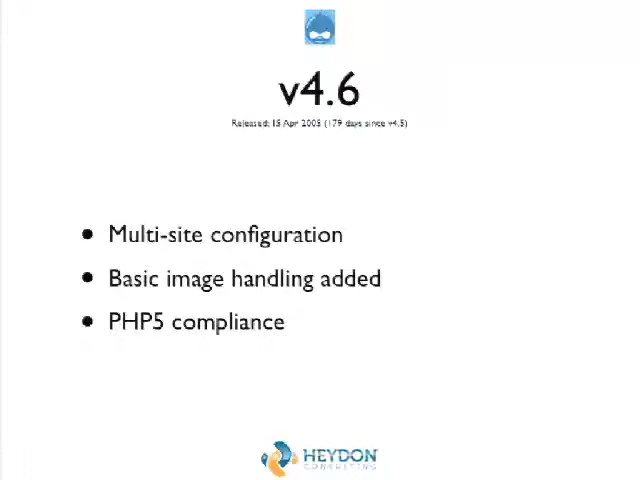 v4.6
Released: 15 Apr 2005 (179 days since v4.5)
• Multi-site configuration
• Basic image handling added
• PHP5 compliance
HEYDON
CONSULTING